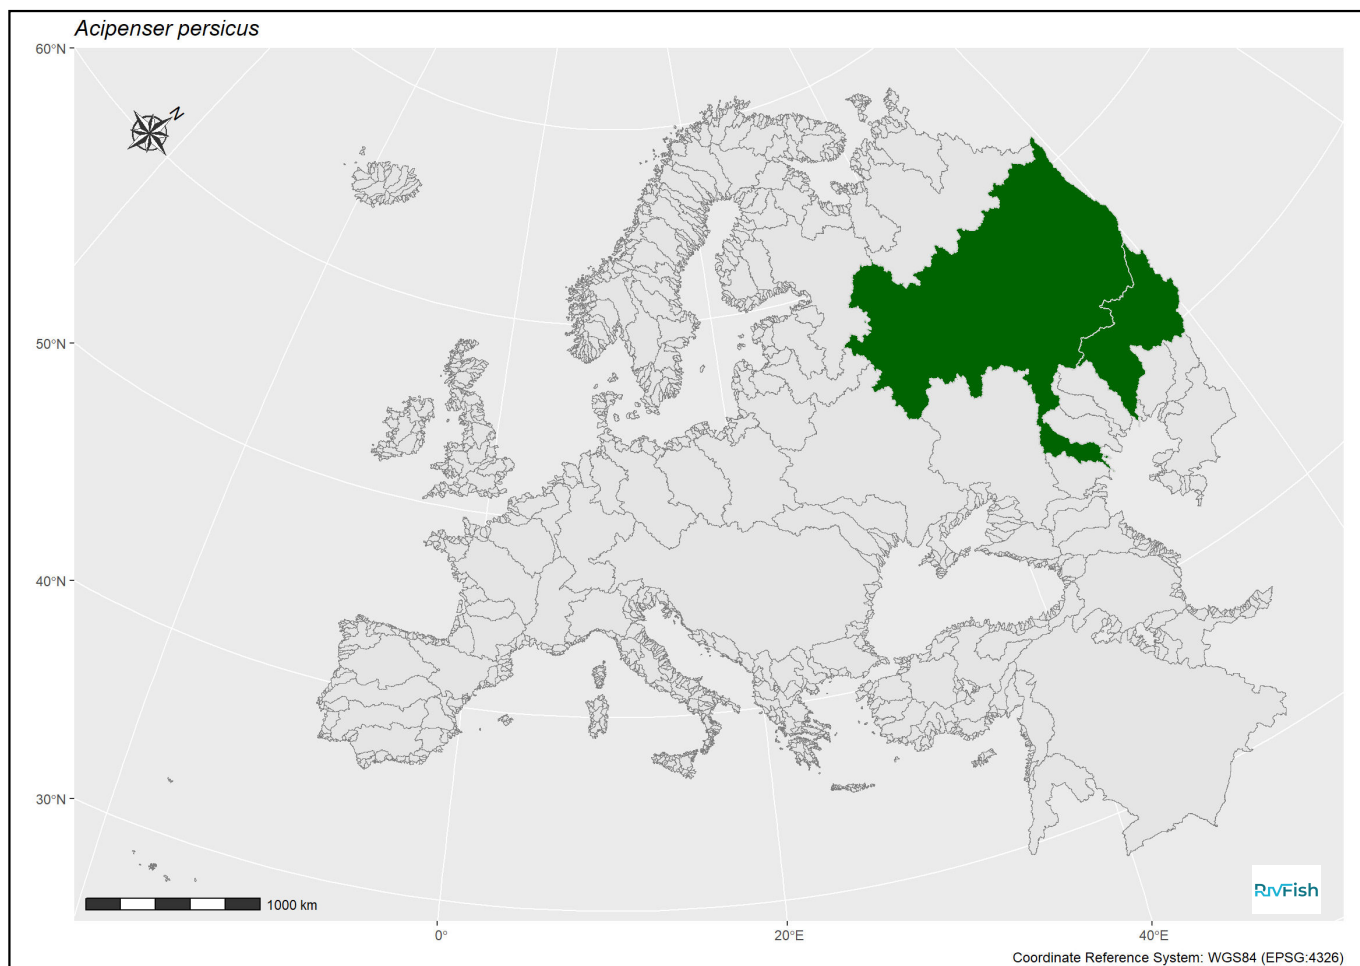 Acipenser persicus
60°N
N
50°N
40°N
30°N
RIVFish
1000 km
0°
20°E
40°E
Coordinate Reference System: WGS84 (EPSG:4326)